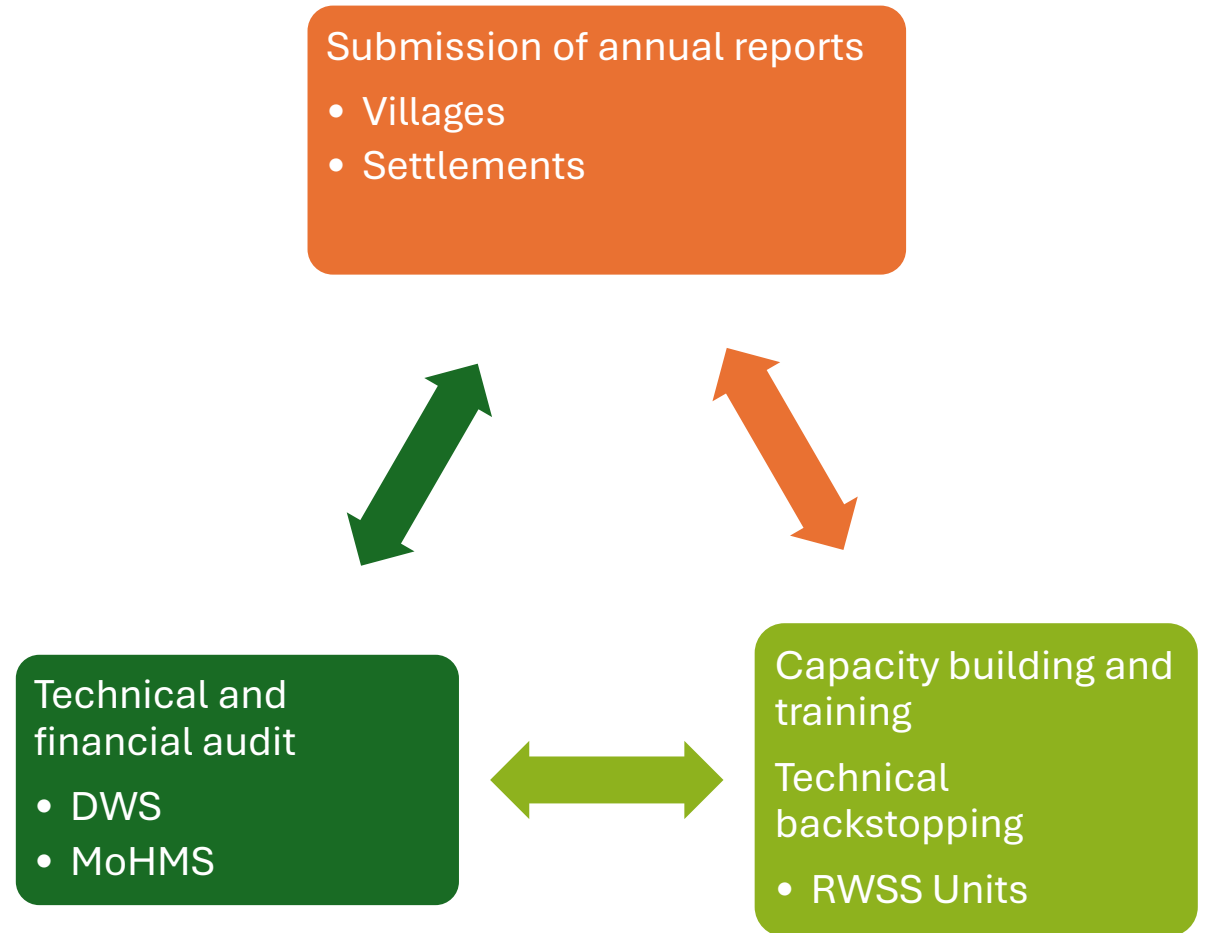 Submission of annual reports
• Villages
• Settlements
Technical and
financial audit
• DWS
• MoHMS
Capacity building and
training
Technical
backstopping
• RWSS Units